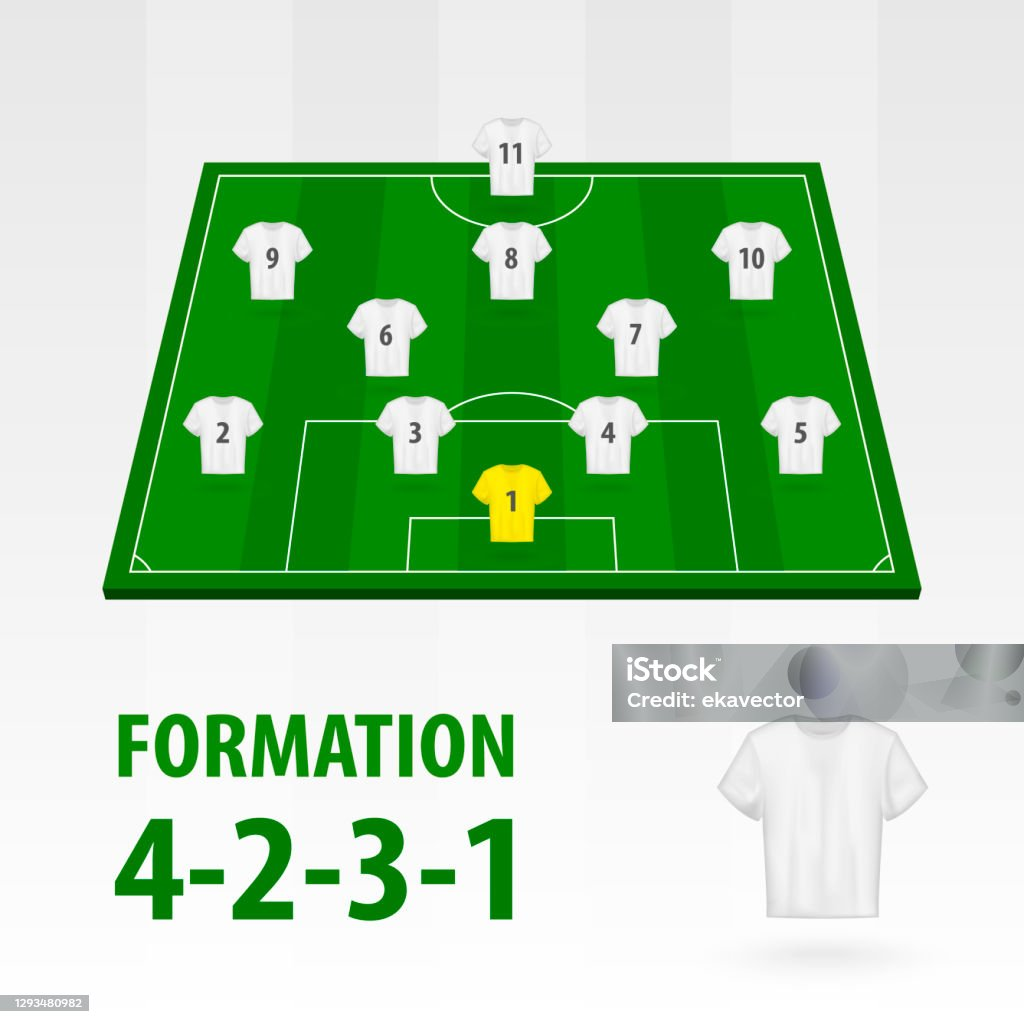 11
9 8 10
6 7
2 3 4 5
1
iStock™
Credit: ekavector
FORMATION
4-2-3-1
1293480982